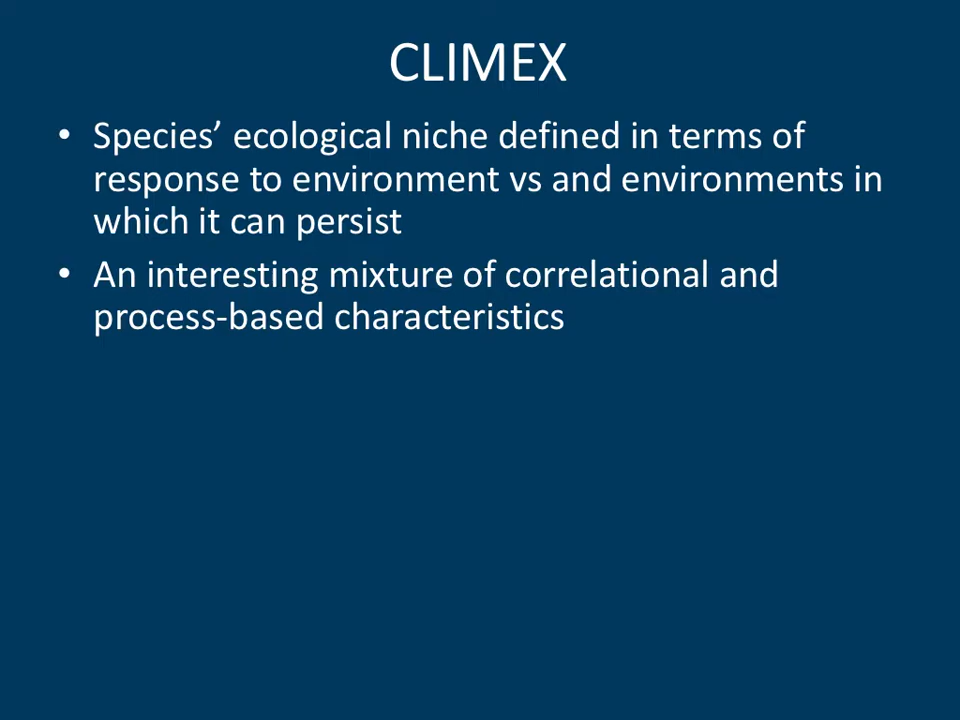 CLIMEX
• Species’ ecological niche defined in terms of
response to environment vs and environments in
which it can persist
• An interesting mixture of correlational and
process-based characteristics